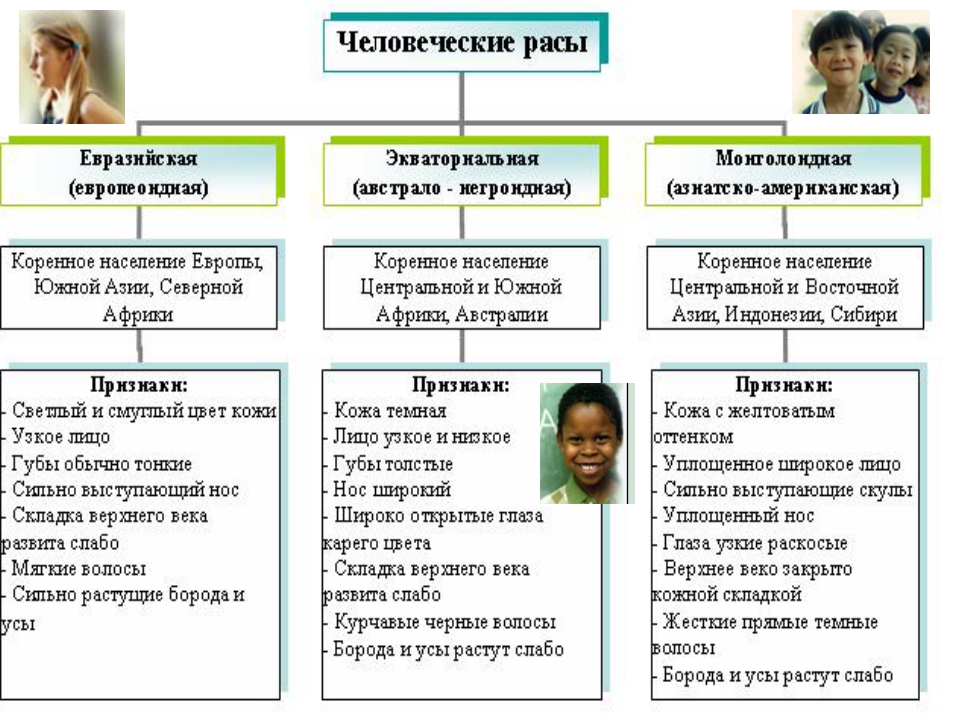 Человеческие расы
Евразийская
(европеоидная)
Экваториальная
(австрало - негроидная)
Монголоидная
(азиатско-американская)
Коренное население Европы,
Южной Азии, Северной
Африки
Коренное население
Центральной и Южной
Африки, Австралии
Коренное население
Центральной и Восточной
Азии, Индонезии, Сибири
Признаки:
- Светлый и смуглый цвет кожи
- Узкое лицо
- Губы обычно тонкие
- Сильно выступающий нос
- Складка верхнего века
развита слабо
- Мягкие волосы
- Сильно растущие борода и
усы
Признаки:
- Кожа темная
- Лицо узкое и низкое
- Губы толстые
- Нос широкий
- Широко открытые глаза
карего цвета
- Складка верхнего века
развита слабо
- Курчавые черные волосы
- Борода и усы растут слабо
Признаки:
- Кожа с желтоватым
оттенком
- Уплощенное широкое лицо
- Сильно выступающие скулы
- Уплощенный нос
- Глаза узкие раскосые
- Верхнее веко закрыто
кожной складкой
- Жесткие прямые темные
волосы
- Борода и усы растут слабо